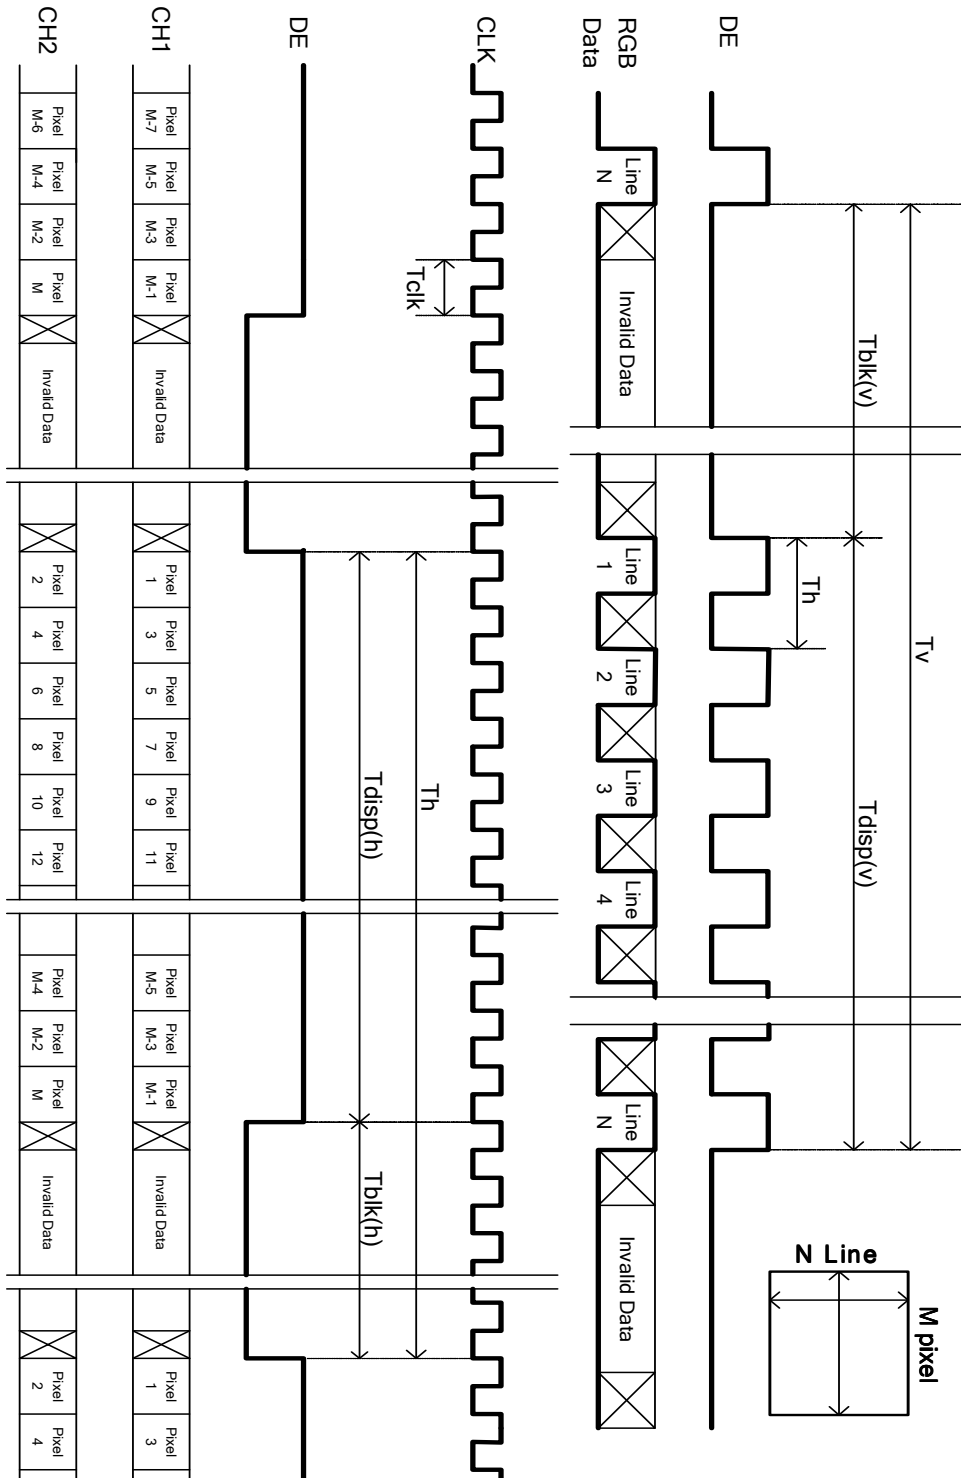 Tv
Tblk(v)
Tdisp(v)
Th
DE
RGB
Data
Line
N
Invalid Data
Line
1
Line
2
Line
3
Line
4
Line
N
Invalid Data
N Line
M pixel
CLK
Tclk
Th
Tdisp(h)
Tblk(h)
DE
CH1
Pixel
M-7
Pixel
M-5
Pixel
M-3
Pixel
M-1
Invalid Data
Pixel
1
Pixel
3
Pixel
5
Pixel
7
Pixel
9
Pixel
11
Pixel
M-5
Pixel
M-3
Pixel
M-1
Invalid Data
Pixel
1
Pixel
3
CH2
Pixel
M-6
Pixel
M-4
Pixel
M-2
Pixel
M
Invalid Data
Pixel
2
Pixel
4
Pixel
6
Pixel
8
Pixel
10
Pixel
12
Pixel
M-4
Pixel
M-2
Pixel
M
Invalid Data
Pixel
2
Pixel
4